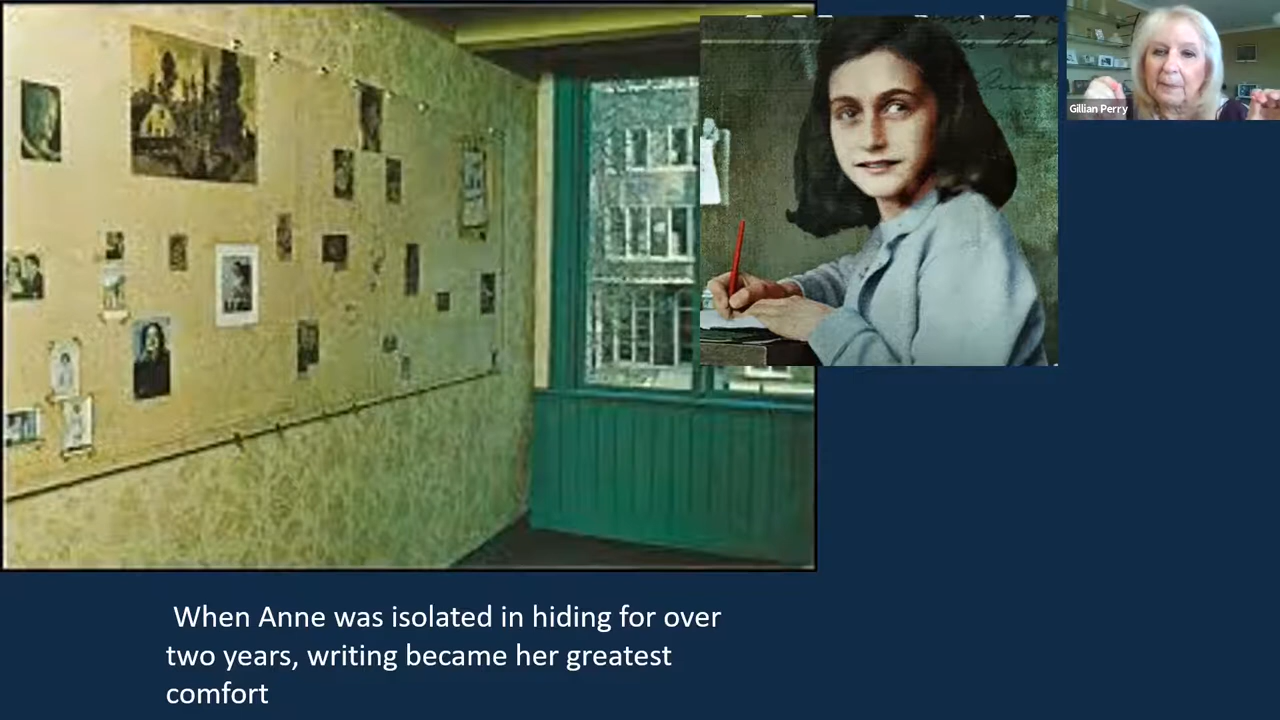 Gillian Perry
When Anne was isolated in hiding for over
two years, writing became her greatest
comfort